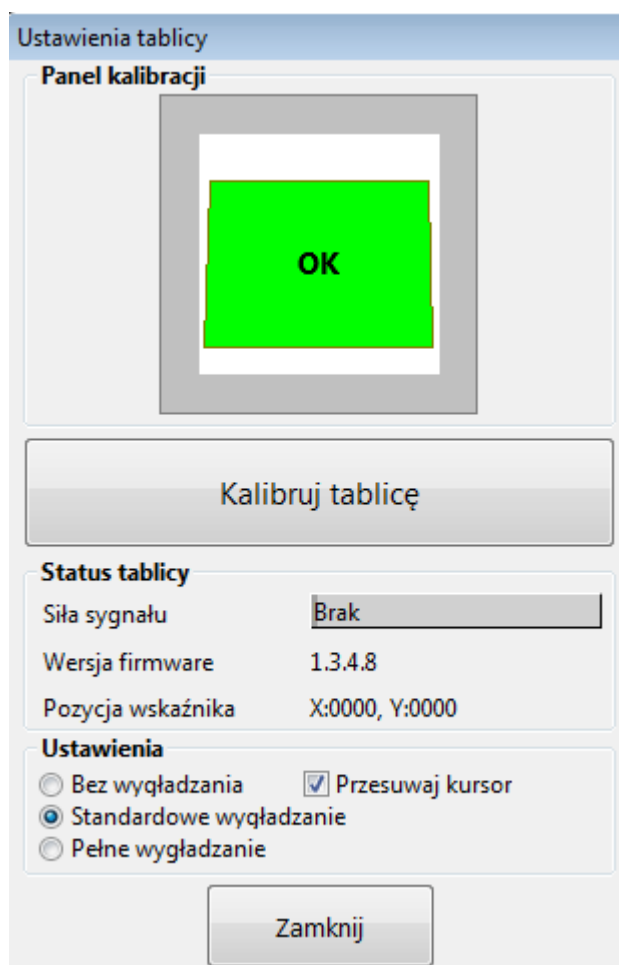 Ustawienia tablicy
Panel kalibracji
OK
Kalibruj tablicę
Status tablicy
Siła sygnału Brak
Wersja firmware 1.3.4.8
Pozycja wskaźnika X:0000, Y:0000
Ustawienia
Bez wygładzania Przesuwaj kursor
Standardowe wygładzanie
Pełne wygładzanie
Zamknij